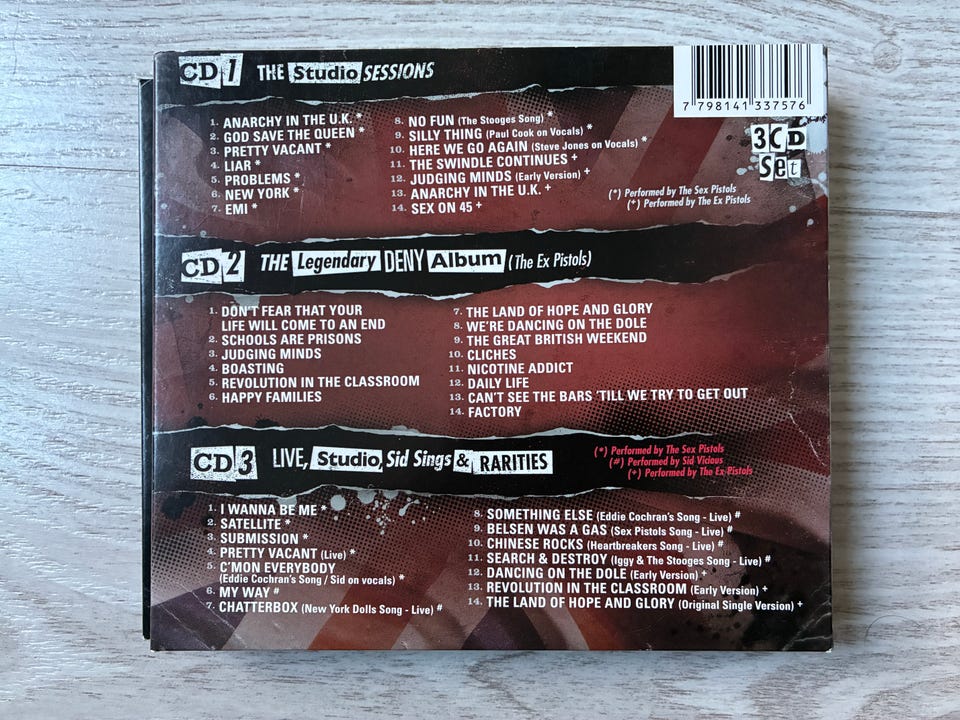 CD 1 THE Studio SESSIONS
7 798141 337576
3CD
Set
1. ANARCHY IN THE U.K. *
2. GOD SAVE THE QUEEN *
3. PRETTY VACANT *
4. LIAR *
5. PROBLEMS *
6. NEW YORK *
7. EMI *
8. NO FUN (The Stooges Song) *
9. SILLY THING (Paul Cook on Vocals) *
10. HERE WE GO AGAIN (Steve Jones on Vocals) *
11. THE SWINDLE CONTINUES +
12. JUDGING MINDS (Early Version) +
13. ANARCHY IN THE U.K. +
14. SEX ON 45 +
(*) Performed by The Sex Pistols
(*) Performed by The Ex Pistols
CD 2 THE Legendary DENY Album (The Ex Pistols)
1. DON'T FEAR THAT YOUR
LIFE WILL COME TO AN END
2. SCHOOLS ARE PRISONS
3. JUDGING MINDS
4. BOASTING
5. REVOLUTION IN THE CLASSROOM
6. HAPPY FAMILIES
7. THE LAND OF HOPE AND GLORY
8. WE'RE DANCING ON THE DOLE
9. THE GREAT BRITISH WEEKEND
10. CLICHES
11. NICOTINE ADDICT
12. DAILY LIFE
13. CAN'T SEE THE BARS 'TILL WE TRY TO GET OUT
14. FACTORY
CD 3 LIVE, Studio, Sid Sings & RARITIES
(*) Performed by The Sex Pistols
(#) Performed by Sid Vicious
(+) Performed by The Ex-Pistols
1. I WANNA BE ME *
2. SATELLITE *
3. SUBMISSION *
4. PRETTY VACANT (Live) *
5. C'MON EVERYBODY
(Eddie Cochran's Song / Sid on vocals) *
6. MY WAY #
7. CHATTERBOX (New York Dolls Song - Live) #
8. SOMETHING ELSE (Eddie Cochran's Song - Live) #
9. BELSEN WAS A GAS (Sex Pistols Song - Live) #
10. CHINESE ROCKS (Heartbreakers Song - Live) #
11. SEARCH & DESTROY (Iggy & The Stooges Song - Live) #
12. DANCING ON THE DOLE (Early Version) +
13. REVOLUTION IN THE CLASSROOM (Early Version) +
14. THE LAND OF HOPE AND GLORY (Original Single Version) +